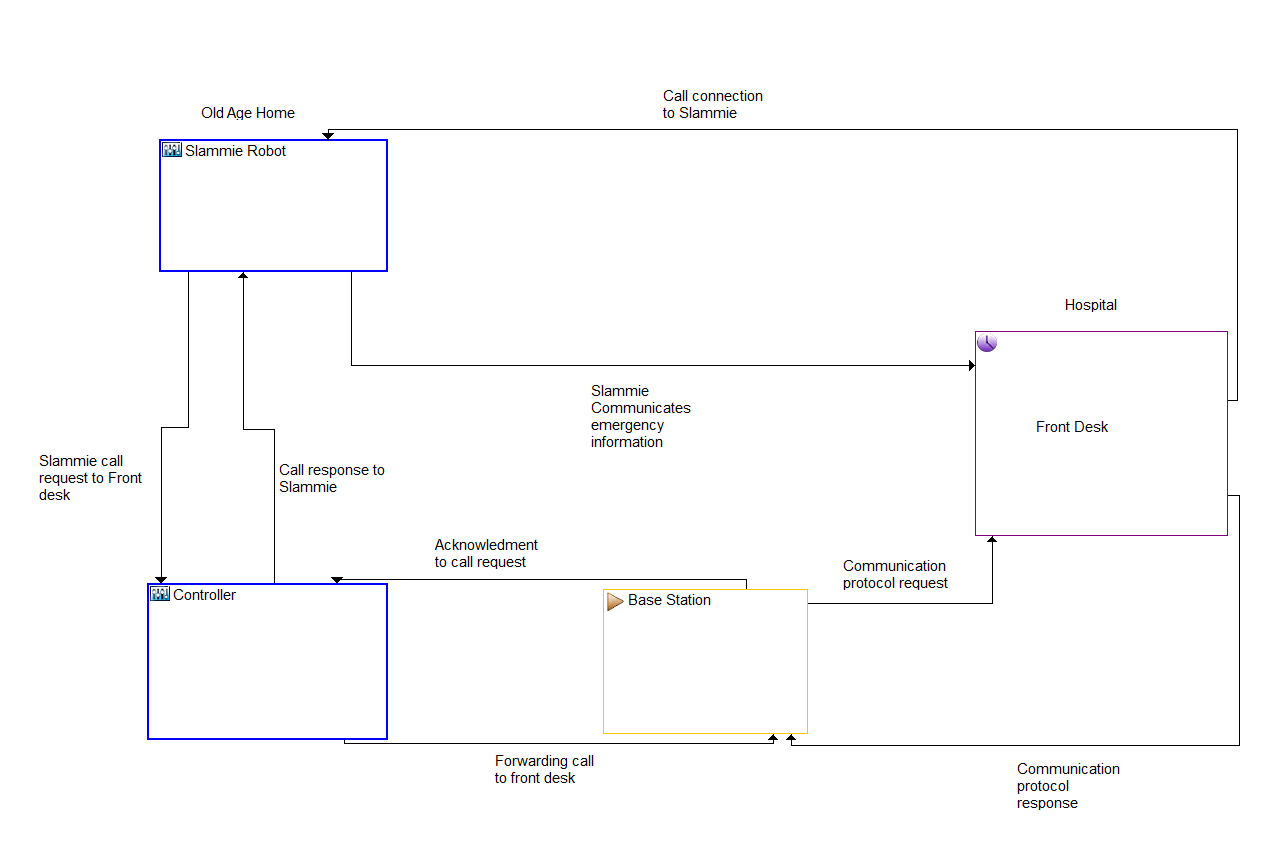 Call connection
to Slammie
Old Age Home
Slammie Robot
Hospital
Slammie
Communicates
emergency
information
Front Desk
Slammie call
request to Front
desk
Call response to
Slammie
Acknowledment
to call request
Communication
protocol request
Controller
Base Station
Forwarding call
to front desk
Communication
protocol
response